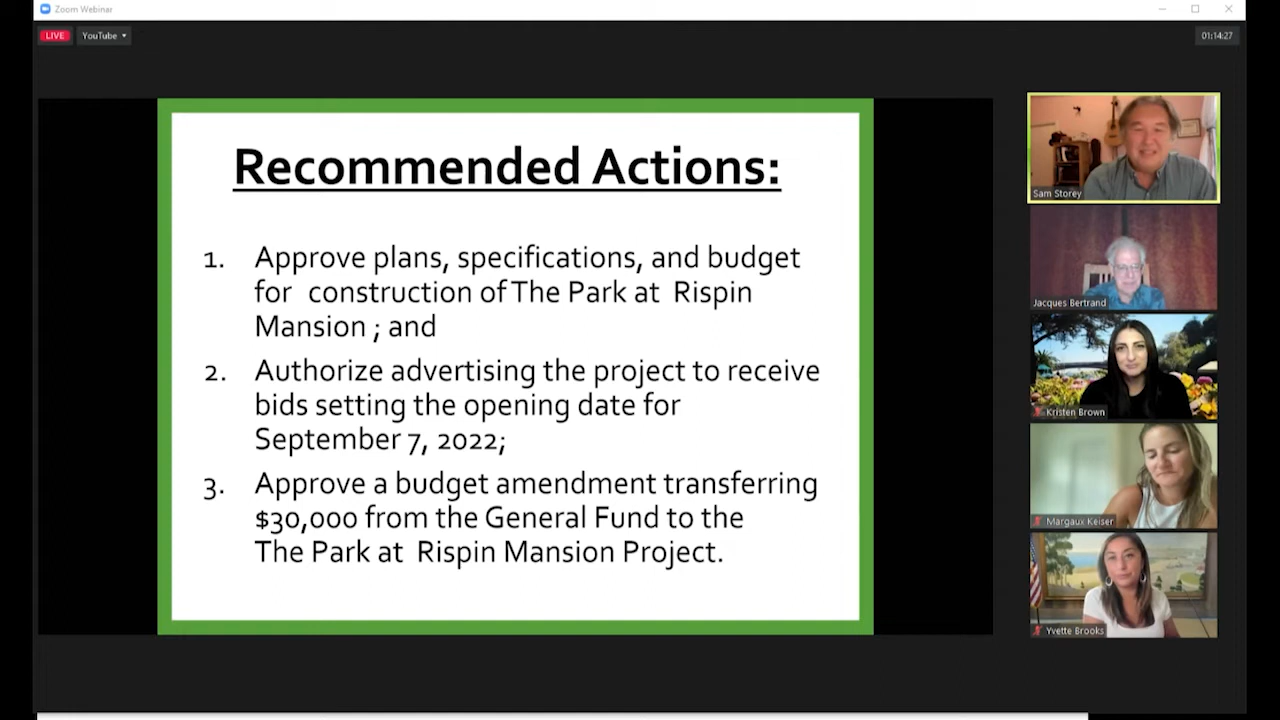 Zoom Webinar
LIVE
YouTube
01:14:27
Recommended Actions:
1. Approve plans, specifications, and budget
for construction of The Park at Rispin
Mansion ; and
2. Authorize advertising the project to receive
bids setting the opening date for
September 7, 2022;
3. Approve a budget amendment transferring
$30,000 from the General Fund to the
The Park at Rispin Mansion Project.
Sam Storey
Jacques Bertrand
Kristen Brown
Margaux Keiser
Yvette Brooks